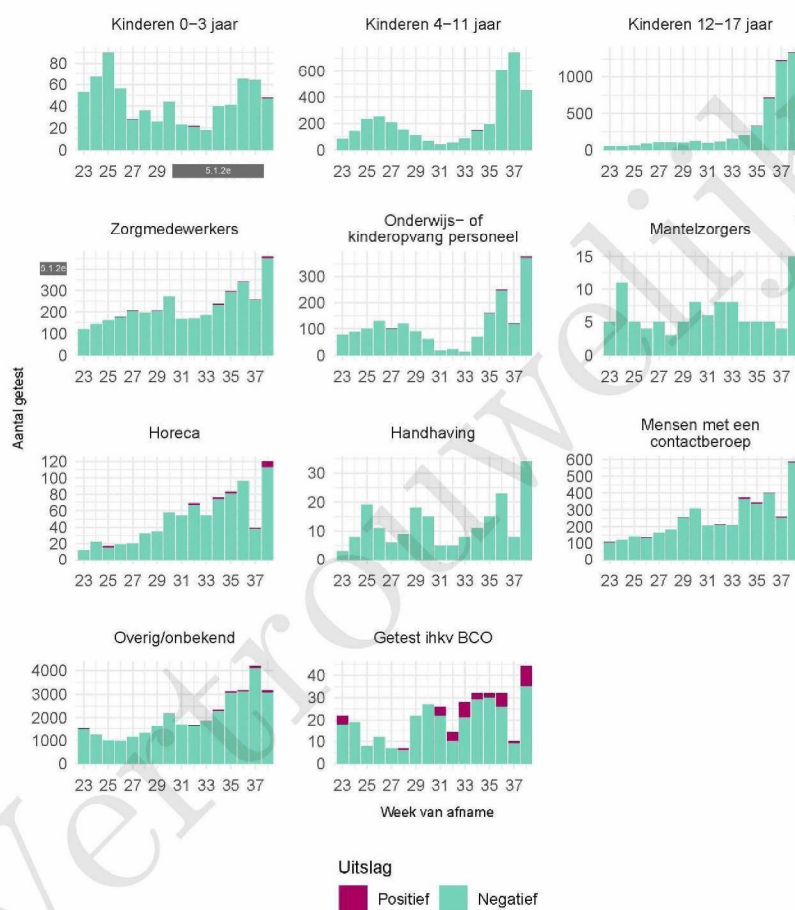 Kinderen 0−3 jaar
Kinderen 4−11 jaar
Kinderen 12−17 jaar
80
60
40
20
0
23 25 27 29
5.1.2e
600
400
200
0
23 25 27 29 31 33 35 37
1000
500
0
23 25 27 29 31 33 35 37
Zorgmedewerkers
Onderwijs− of
kinderopvang personeel
Mantelzorgers
5.1.2e
300
200
100
0
23 25 27 29 31 33 35 37
300
200
100
0
23 25 27 29 31 33 35 37
15
10
5
0
23 25 27 29 31 33 35 37
Aantal getest
Horeca
Handhaving
Mensen met een
contactberoep
120
100
80
60
40
20
0
23 25 27 29 31 33 35 37
30
20
10
0
23 25 27 29 31 33 35 37
600
500
400
300
200
100
0
23 25 27 29 31 33 35 37
Overig/onbekend
Getest ihkv BCO
4000
3000
2000
1000
0
23 25 27 29 31 33 35 37
40
30
20
10
0
23 25 27 29 31 33 35 37
Week van afname
Uitslag
Positief
Negatief
Vertrouwelijk